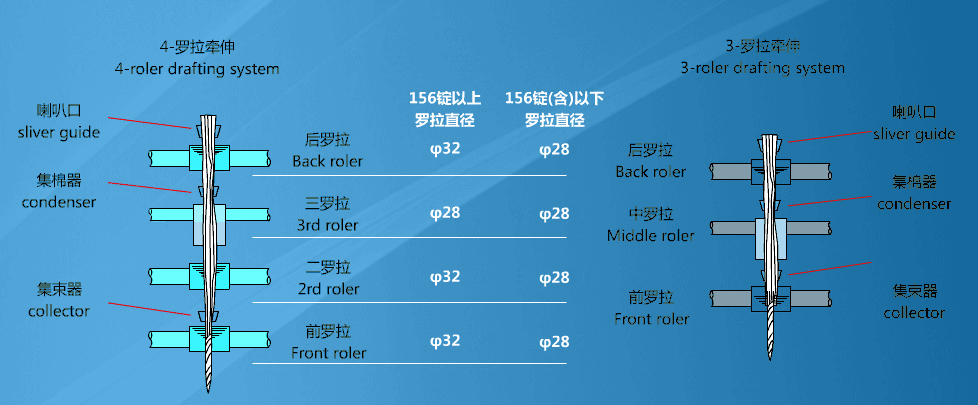 4-罗拉牵伸
4-roler drafting system
喇叭口
sliver guide
集棉器
condenser
集束器
collector
156锭以上
罗拉直径
156锭(含)以下
罗拉直径
后罗拉
Back roler
φ32
φ28
三罗拉
3rd roler
φ28
φ28
二罗拉
2rd roler
φ32
φ28
前罗拉
Front roler
φ32
φ28
3-罗拉牵伸
3-roler drafting system
后罗拉
Back roler
中罗拉
Middle roler
前罗拉
Front roler
喇叭口
sliver guide
集棉器
condenser
集束器
collector